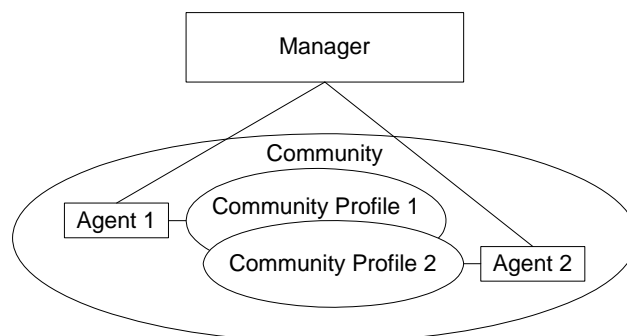 Manager
Community
Community Profile 1
Agent 1
Community Profile 2
Agent 2